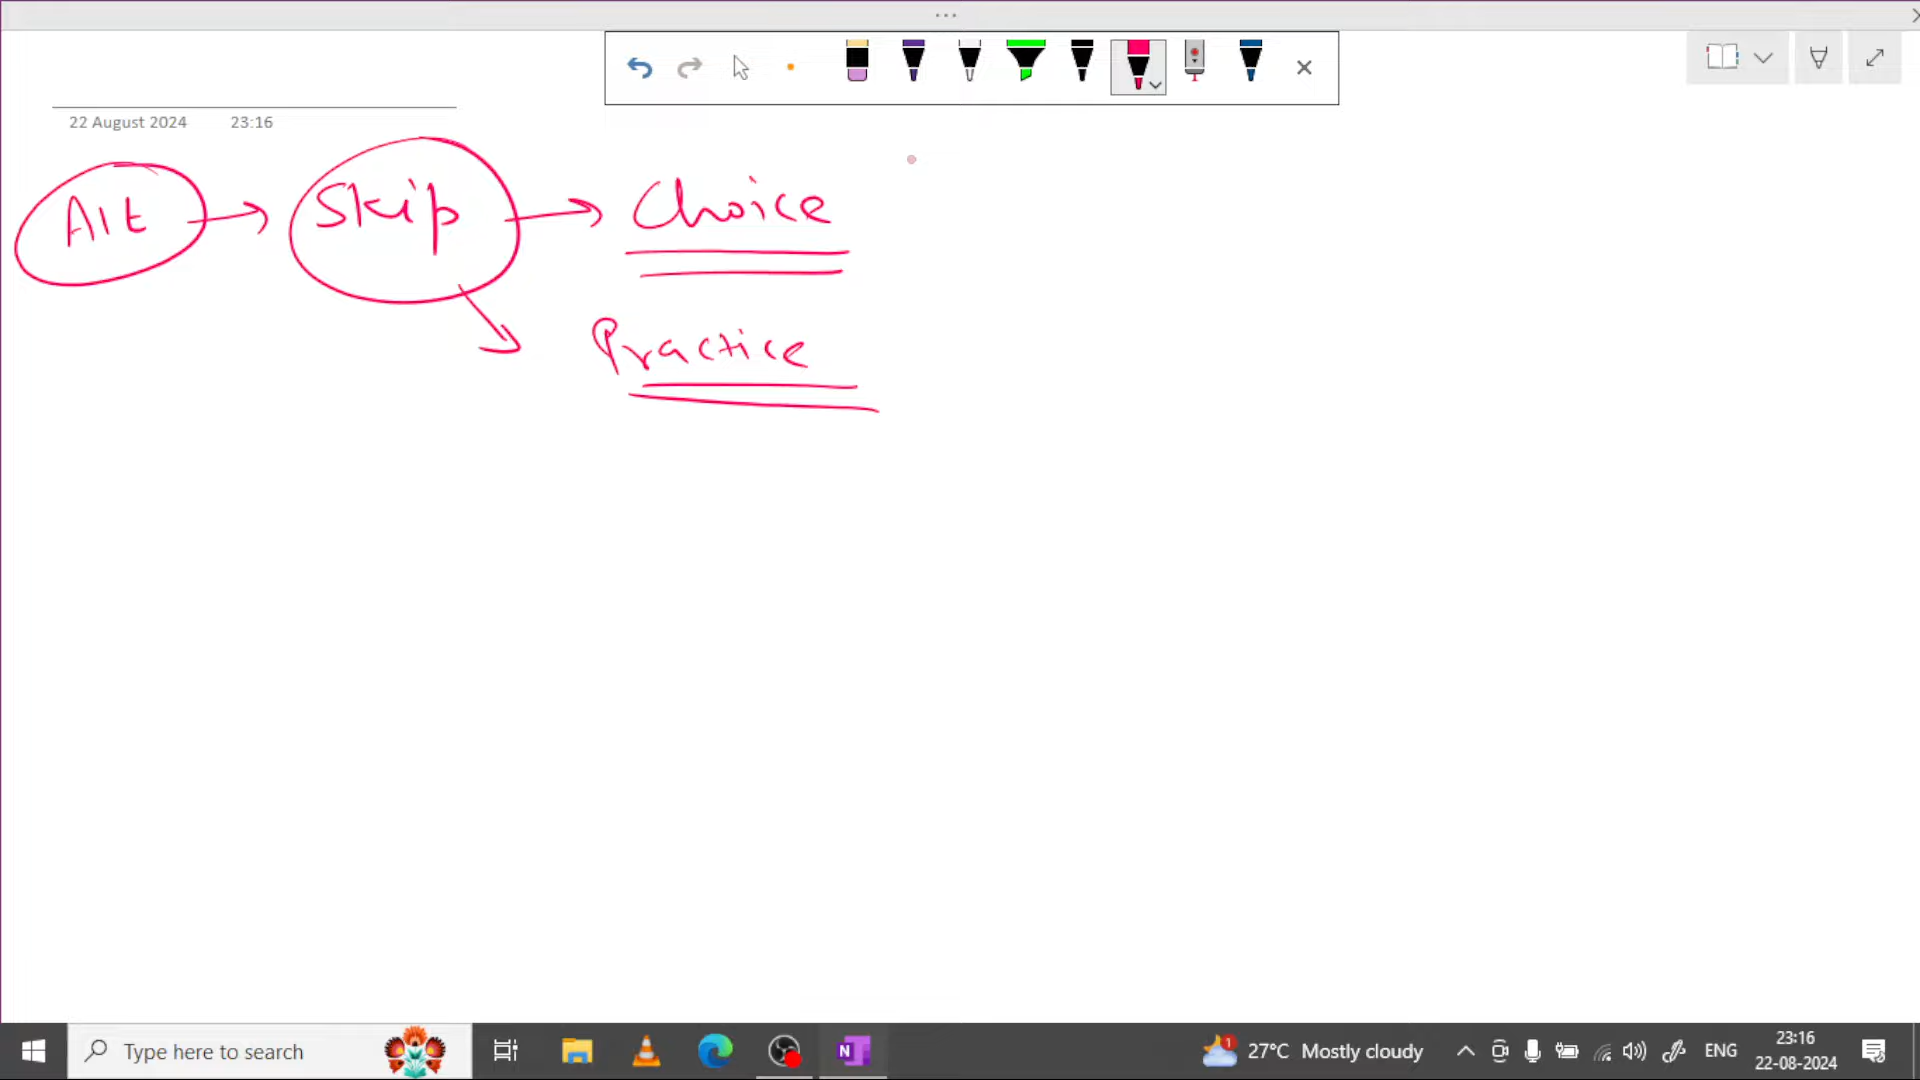 22 August 2024 23:16
Alt → Skip → Choice
Practice
Type here to search
1 27°C Mostly cloudy ENG 23:16
22-08-2024